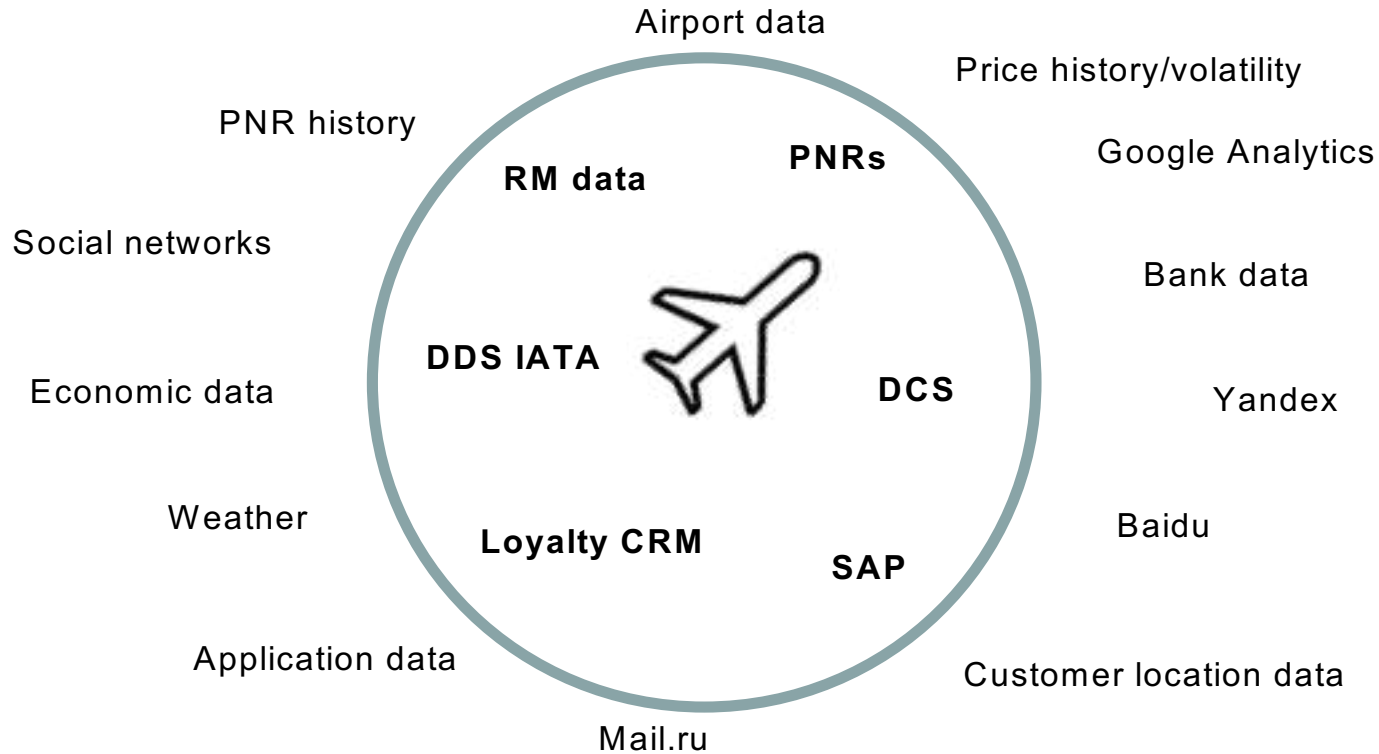 Airport data
Price history/volatility
PNR history
Google Analytics
PNRs
RM data
Social networks
Bank data
DDS IATA
DCS
Economic data
Yandex
Weather
Baidu
Loyalty CRM
SAP
Application data
Customer location data
Mail.ru